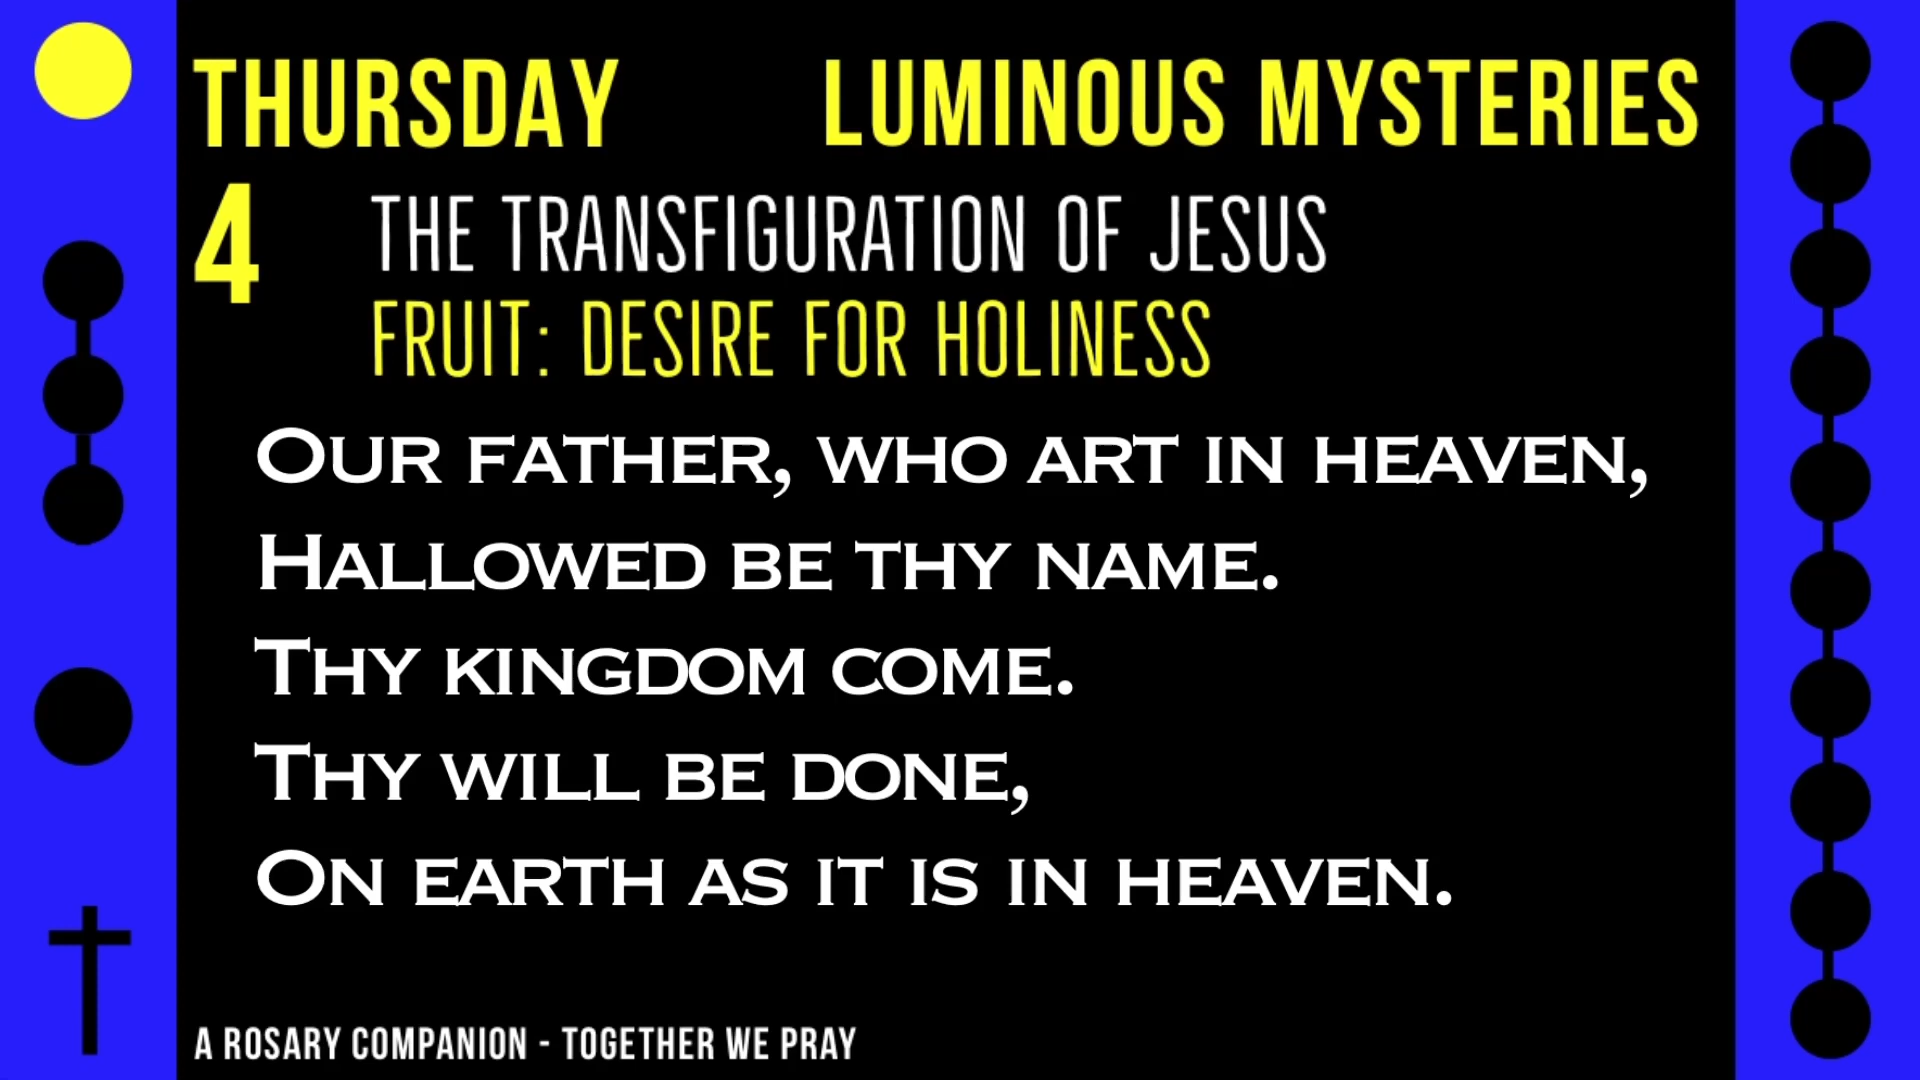 THURSDAY LUMINOUS MYSTERIES
4 THE TRANSFIGURATION OF JESUS
FRUIT: DESIRE FOR HOLINESS
Our father, who art in heaven,
Hallowed be thy name.
Thy kingdom come.
Thy will be done,
On earth as it is in heaven.
A ROSARY COMPANION - TOGETHER WE PRAY